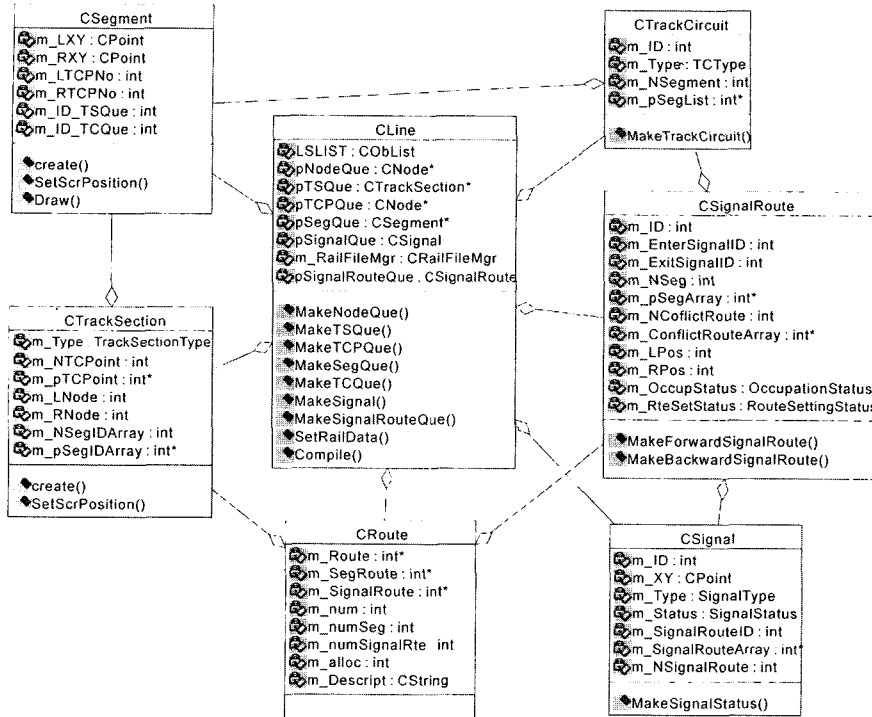 CSegment
m_LXY : CPoint
m_RXY : CPoint
m_LTCPNo : int
m_RTCPNo : int
m_ID_TSQue : int
m_ID_TCQue : int
create()
SetScrPosition()
Draw()
CTrackCircuit
m_ID : int
m_Type : TCType
m_NSegment : int
m_pSegList : int*
MakeTrackCircuit()
CLine
LSLIST : CObList
pNodeQue : CNode*
pTSQue : CTrackSection*
pTCPQue : CNode*
pSegQue : CSegment*
pSignalQue : CSignal
m_RailFileMgr : CRailFileMgr
pSignalRouteQue : CSignalRoute
MakeNodeQue()
MakeTSQue()
MakeTCPQue()
MakeSegQue()
MakeTCQue()
MakeSignal()
MakeSignalRouteQue()
SetRailData()
Compile()
CSignalRoute
m_ID : int
m_EnterSignalID : int
m_ExitSignalID : int
m_NSeg : int
m_pSegArray : int*
m_NCoflictRoute : int
m_ConflictRouteArray : int*
m_LPos : int
m_RPos : int
m_OccupStatus : OccupationStatus
m_RteSetStatus : RouteSettingStatus
MakeForwardSignalRoute()
MakeBackwardSignalRoute()
CTrackSection
m_Type : TrackSectionType
m_NTCPoint : int
m_pTCPoint : int*
m_LNode : int
m_RNode : int
m_NSegIDArray : int
m_pSegIDArray : int*
create()
SetScrPosition()
CRoute
m_Route : int*
m_SegRoute : int*
m_SignalRoute : int*
m_num : int
m_numSeg : int
m_numSignalRte int
m_alloc : int
m_Descript : CString
CSignal
m_ID : int
m_XY : CPoint
m_Type : SignalType
m_Status : SignalStatus
m_SignalRouteID : int
m_SignalRouteArray : int*
m_NSignalRoute : int
MakeSignalStatus()